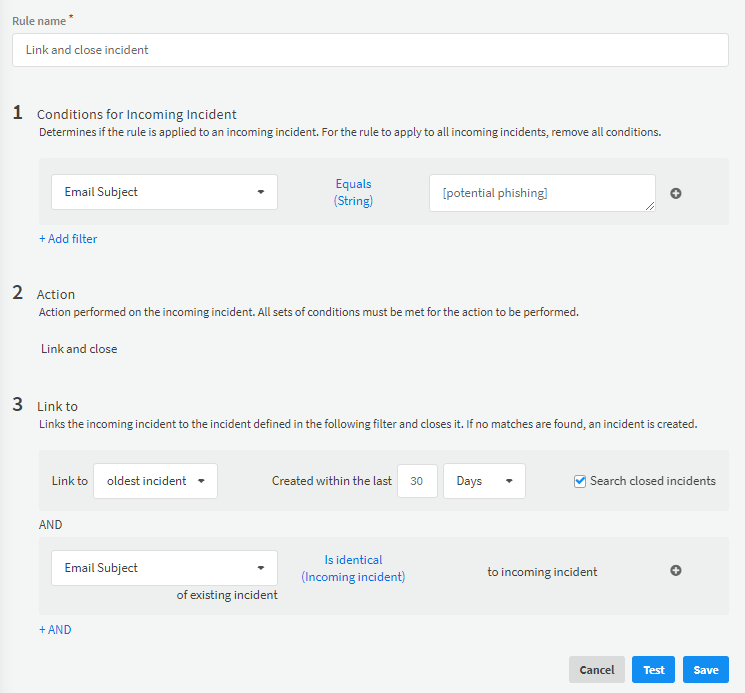 Rule name *
Link and close incident
1 Conditions for Incoming Incident
Determines if the rule is applied to an incoming incident. For the rule to apply to all incoming incidents, remove all conditions.
Email Subject
Equals
(String)
[potential phishing]
+ Add filter
2 Action
Action performed on the incoming incident. All sets of conditions must be met for the action to be performed.
Link and close
3 Link to
Links the incoming incident to the incident defined in the following filter and closes it. If no matches are found, an incident is created.
Link to oldest incident Created within the last 30 Days Search closed incidents
AND
Email Subject
of existing incident
Is identical
(Incoming incident)
to incoming incident
+ AND
Cancel Test Save